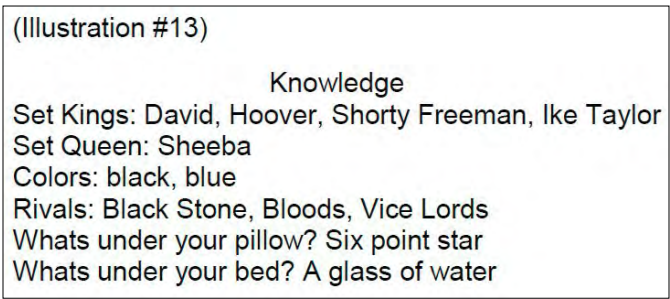 (Illustration #13)
Knowledge
Set Kings: David, Hoover, Shorty Freeman, Ike Taylor
Set Queen: Sheeba
Colors: black, blue
Rivals: Black Stone, Bloods, Vice Lords
Whats under your pillow? Six point star
Whats under your bed? A glass of water